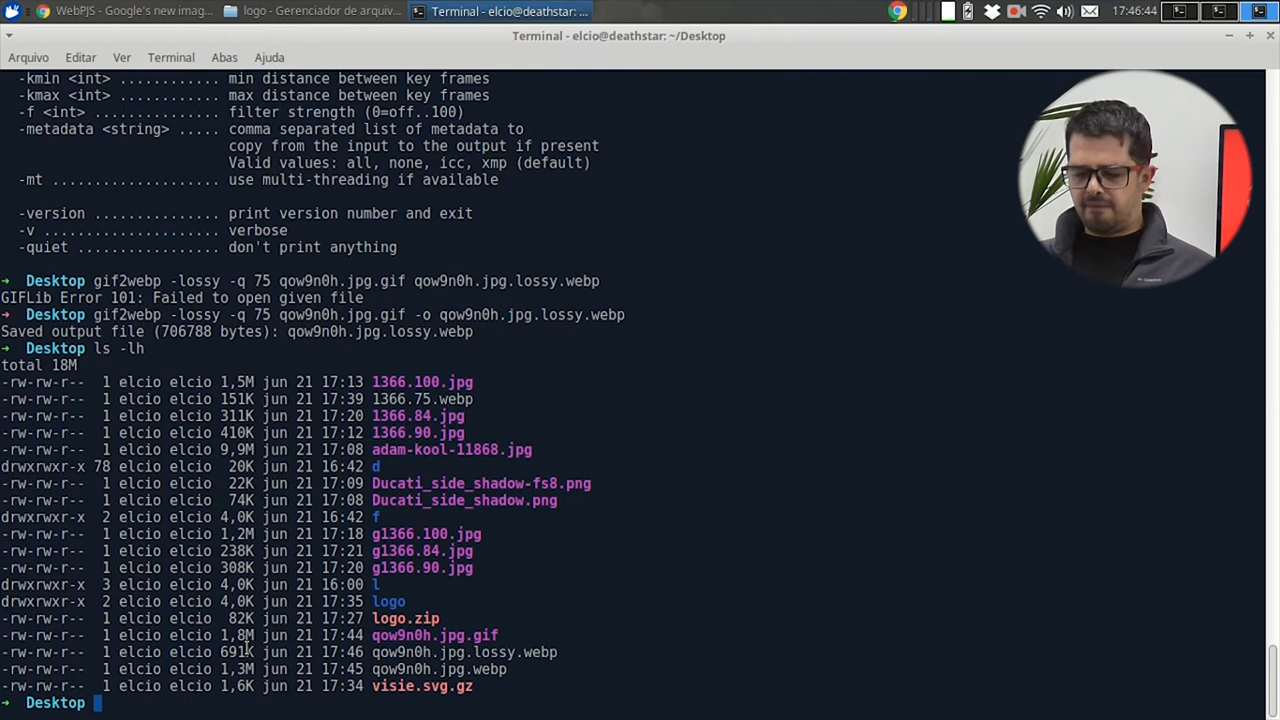 WebPJS - Google's new imag...
logo - Gerenciador de arquiv...
Terminal - elcio@deathstar: ...
17:46:44
Terminal - elcio@deathstar: ~/Desktop
Arquivo Editar Ver Terminal Abas Ajuda
-kmin <int> ............ min distance between key frames
-kmax <int> ............ max distance between key frames
-f <int> ............... filter strength (0=off..100)
-metadata <string> ..... comma separated list of metadata to
copy from the input to the output if present
Valid values: all, none, icc, xmp (default)
-mt .................... use multi-threading if available
-version ............... print version number and exit
-v ..................... verbose
-quiet ................. don't print anything
➜ Desktop gif2webp -lossy -q 75 qow9n0h.jpg.gif qow9n0h.jpg.lossy.webp
GIFLib Error 101: Failed to open given file
➜ Desktop gif2webp -lossy -q 75 qow9n0h.jpg.gif -o qow9n0h.jpg.lossy.webp
Saved output file (706788 bytes): qow9n0h.jpg.lossy.webp
➜ Desktop ls -lh
total 18M
-rw-rw-r-- 1 elcio elcio 1,5M jun 21 17:13 1366.100.jpg
-rw-rw-r-- 1 elcio elcio 151K jun 21 17:39 1366.75.webp
-rw-rw-r-- 1 elcio elcio 311K jun 21 17:20 1366.84.jpg
-rw-rw-r-- 1 elcio elcio 410K jun 21 17:12 1366.90.jpg
-rw-rw-r-- 1 elcio elcio 9,9M jun 21 17:08 adam-kool-11868.jpg
drwxrwxr-x 78 elcio elcio 20K jun 21 16:42 d
-rw-rw-r-- 1 elcio elcio 22K jun 21 17:09 Ducati_side_shadow-fs8.png
-rw-rw-r-- 1 elcio elcio 74K jun 21 17:08 Ducati_side_shadow.png
drwxrwxr-x 2 elcio elcio 4,0K jun 21 16:42 f
-rw-rw-r-- 1 elcio elcio 1,2M jun 21 17:18 g1366.100.jpg
-rw-rw-r-- 1 elcio elcio 238K jun 21 17:21 g1366.84.jpg
-rw-rw-r-- 1 elcio elcio 308K jun 21 17:20 g1366.90.jpg
drwxrwxr-x 3 elcio elcio 4,0K jun 21 16:00 l
drwxrwxr-x 2 elcio elcio 4,0K jun 21 17:35 logo
-rw-rw-r-- 1 elcio elcio 82K jun 21 17:27 logo.zip
-rw-rw-r-- 1 elcio elcio 1,8M jun 21 17:44 qow9n0h.jpg.gif
-rw-rw-r-- 1 elcio elcio 691K jun 21 17:46 qow9n0h.jpg.lossy.webp
-rw-rw-r-- 1 elcio elcio 1,3M jun 21 17:45 qow9n0h.jpg.webp
-rw-rw-r-- 1 elcio elcio 1,6K jun 21 17:34 visie.svg.gz
➜ Desktop